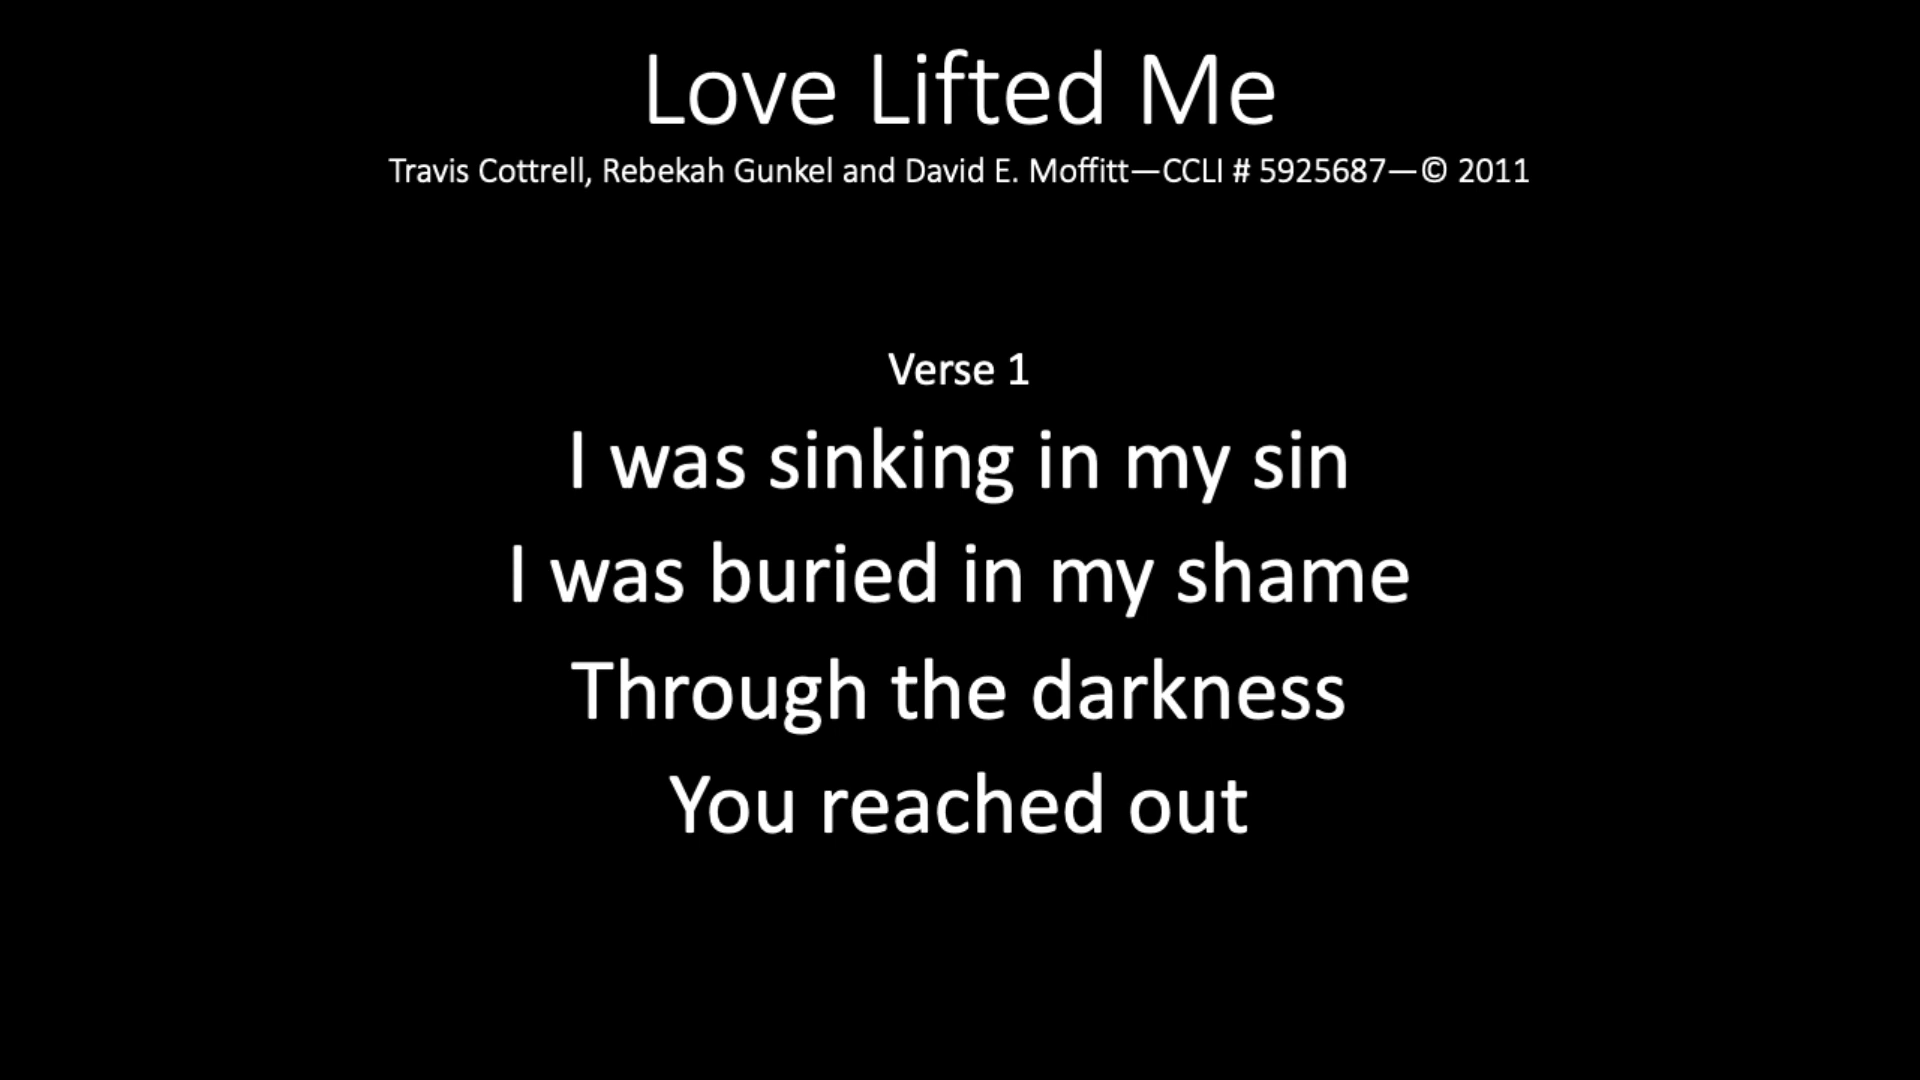 Love Lifted Me
Travis Cottrell, Rebekah Gunkel and David E. Moffitt—CCLI # 5925687—© 2011
Verse 1
I was sinking in my sin
I was buried in my shame
Through the darkness
You reached out